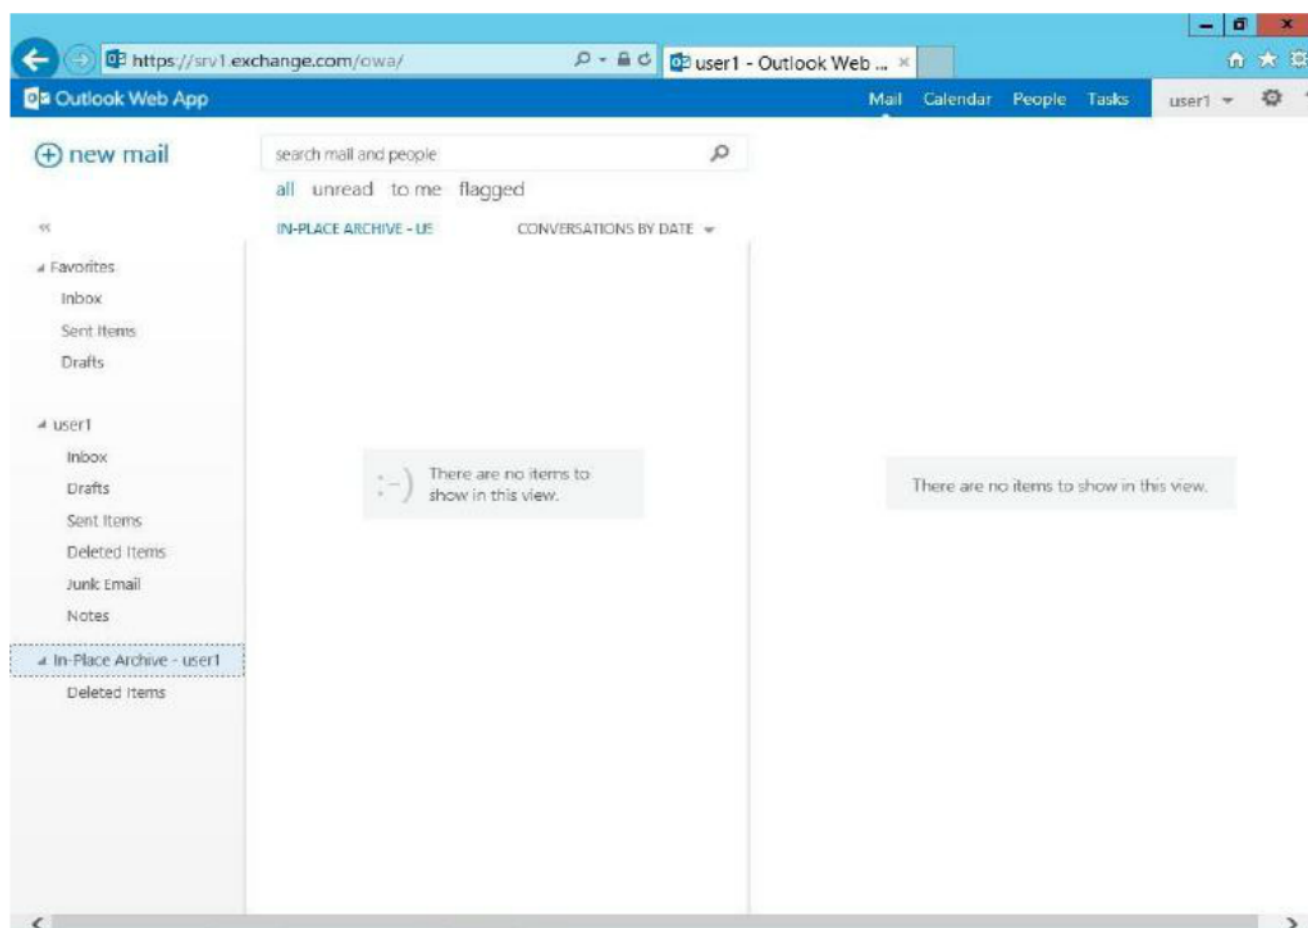 https://srv1.exchange.com/owa/
user1 - Outlook Web ...
Outlook Web App
Mail Calendar People Tasks user1
new mail
search mail and people
all unread to me flagged
IN-PLACE ARCHIVE - US CONVERSATIONS BY DATE
Favorites
Inbox
Sent Items
Drafts
user1
Inbox
Drafts
Sent Items
Deleted Items
Junk Email
Notes
In-Place Archive - user1
Deleted Items
:-) There are no items to
show in this view.
There are no items to show in this view.